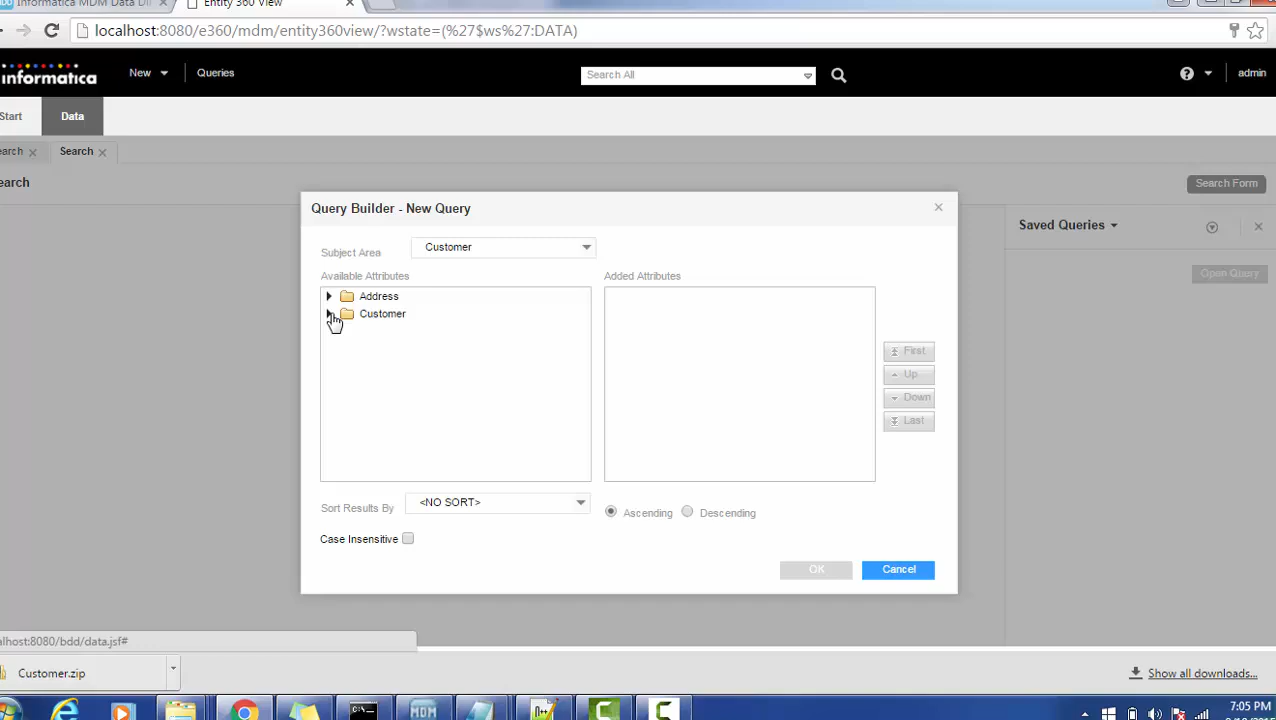 Informatica MDM Data Di
Entity 360 View
localhost:8080/e360/mdm/entity360view/?wstate=(%27$ws%27:DATA)
informatica
New
Queries
Search All
admin
Start
Data
earch
Search
earch
Search Form
Query Builder - New Query
Saved Queries
Subject Area
Customer
Available Attributes
Added Attributes
Open Query
Address
Customer
First
Up
Down
Last
Sort Results By
<NO SORT>
Ascending
Descending
Case Insensitive
OK
Cancel
alhost:8080/bdd/data.jsf#
Customer.zip
Show all downloads...
MDM
7:05 PM